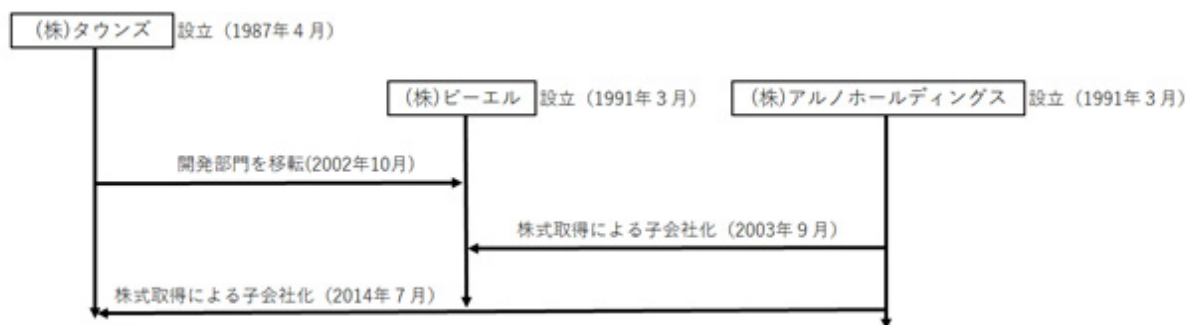 (株)タウンズ 設立（1987年４月）
(株)ビーエル 設立（1991年３月） (株)アルノホールディングス 設立（1991年３月）
開発部門を移転(2002年10月)
株式取得による子会社化（2003年９月）
株式取得による子会社化（2014年７月）